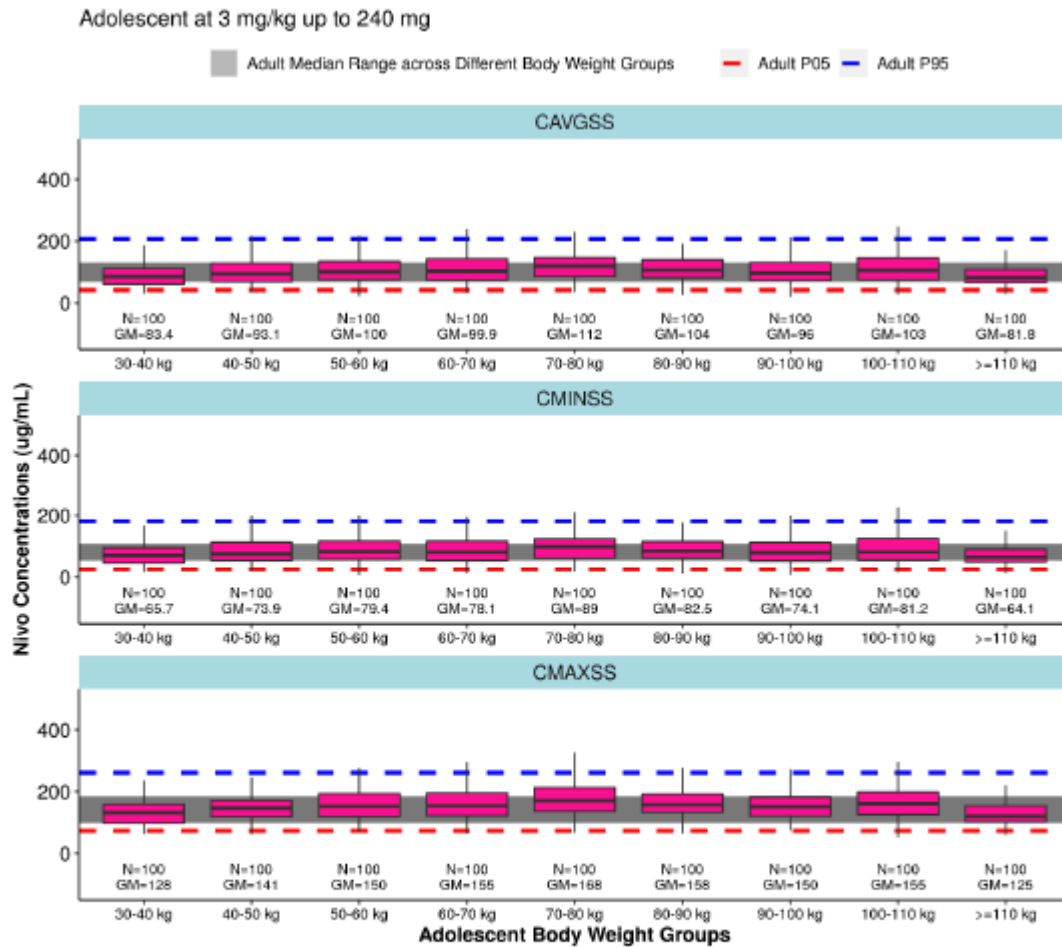 Adolescent at 3 mg/kg up to 240 mg
Adult Median Range across Different Body Weight Groups Adult P05 Adult P95
CAVGSS
400
200
0
N=100 N=100 N=100 N=100 N=100 N=100 N=100 N=100 N=100
GM=83.4 GM=93.1 GM=100 GM=99.9 GM=112 GM=104 GM=96 GM=103 GM=81.8
30-40 kg 40-50 kg 50-60 kg 60-70 kg 70-80 kg 80-90 kg 90-100 kg 100-110 kg >=110 kg
CMINSS
Nivo Concentrations (ug/mL)
400
200
0
N=100 N=100 N=100 N=100 N=100 N=100 N=100 N=100 N=100
GM=65.7 GM=73.9 GM=79.4 GM=78.1 GM=89 GM=82.5 GM=74.1 GM=81.2 GM=64.1
30-40 kg 40-50 kg 50-60 kg 60-70 kg 70-80 kg 80-90 kg 90-100 kg 100-110 kg >=110 kg
CMAXSS
400
200
0
N=100 N=100 N=100 N=100 N=100 N=100 N=100 N=100 N=100
GM=128 GM=141 GM=150 GM=155 GM=168 GM=158 GM=150 GM=155 GM=125
30-40 kg 40-50 kg 50-60 kg 60-70 kg 70-80 kg 80-90 kg 90-100 kg 100-110 kg >=110 kg
Adolescent Body Weight Groups